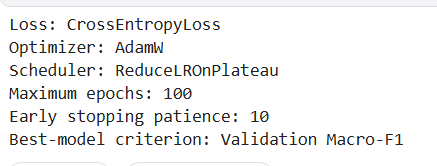 Loss: CrossEntropyLoss
Optimizer: AdamW
Scheduler: ReduceLROnPlateau
Maximum epochs: 100
Early stopping patience: 10
Best-model criterion: Validation Macro-F1